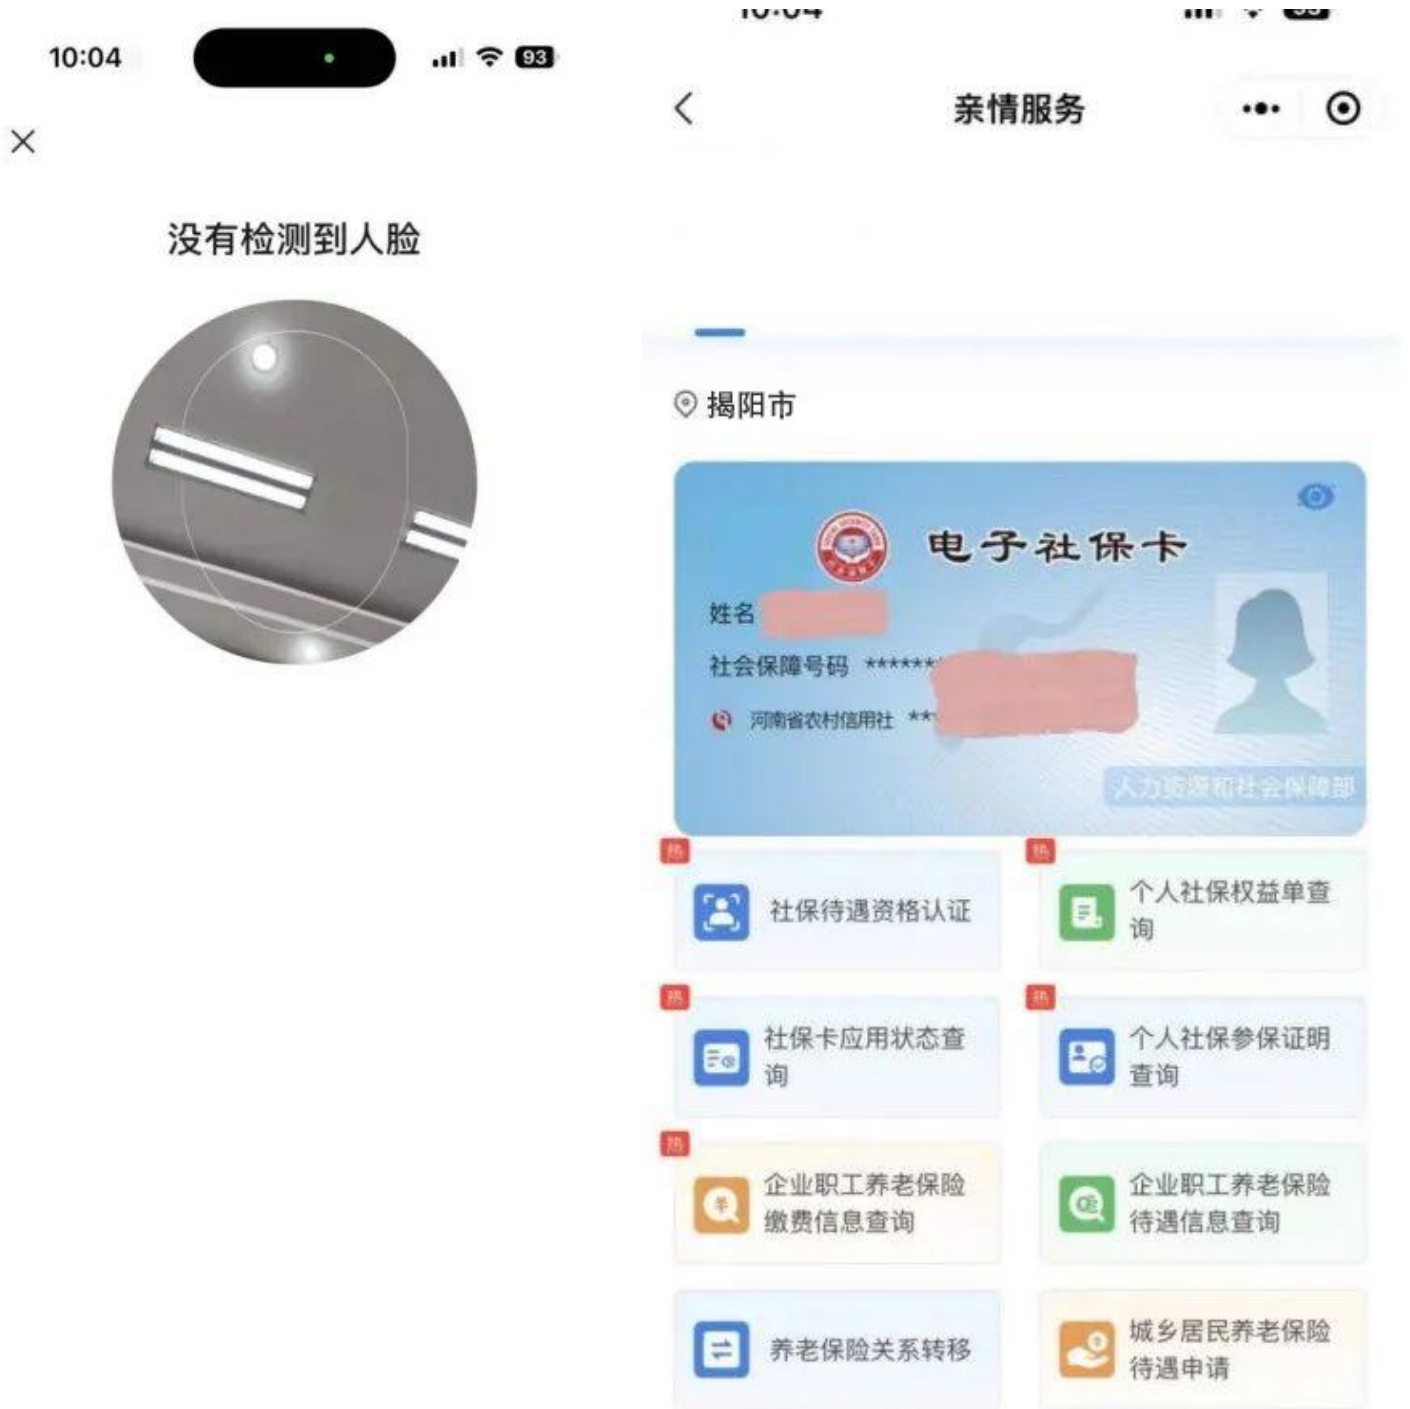 10:04
93
没有检测到人脸
10:04
93
亲情服务
揭阳市
电子社保卡
姓名
社会保障号码 ******
河南省农村信用社 **
人力资源和社会保障部
热
社保待遇资格认证
热
个人社保权益单查
询
热
社保卡应用状态查
询
热
个人社保参保证明
查询
热
企业职工养老保险
缴费信息查询
企业职工养老保险
待遇信息查询
养老保险关系转移
城乡居民养老保险
待遇申请